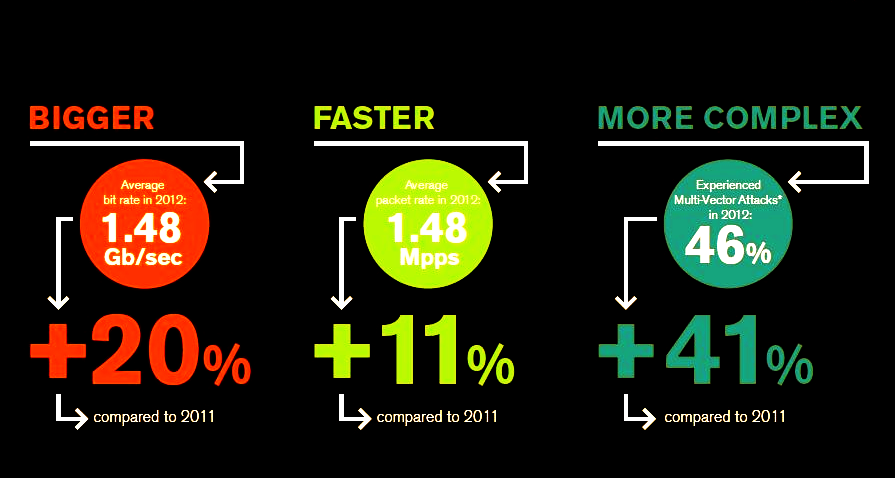 BIGGER
Average
bit rate in 2012:
1.48
Gb/sec
+20%
compared to 2011
FASTER
Average
packet rate in 2012:
1.48
Mpps
+11%
compared to 2011
MORE COMPLEX
Experienced
Multi-Vector Attacks*
in 2012:
46%
+41%
compared to 2011